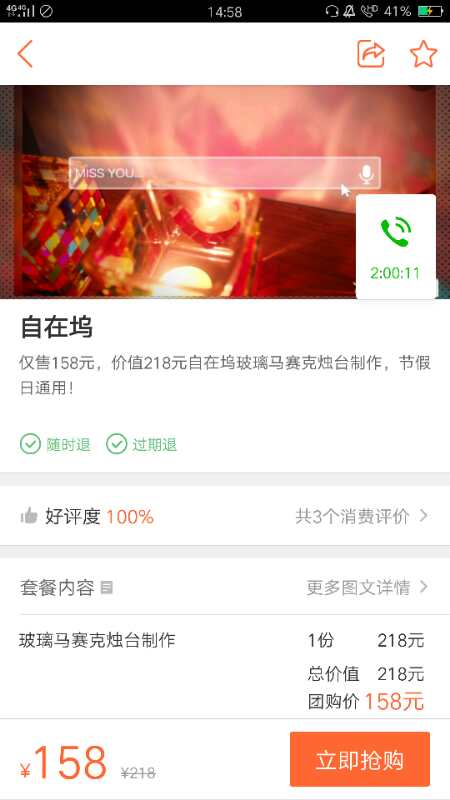 4G 4G 14:58 HD 41%
MISS YOU...
2:00:11
自在坞
仅售158元，价值218元自在坞玻璃马赛克烛台制作，节假
日通用！
随时退 过期退
好评度 100% 共3个消费评价
套餐内容 更多图文详情
玻璃马赛克烛台制作 1份 218元
总价值 218元
团购价 158元
¥158 ¥218 立即抢购